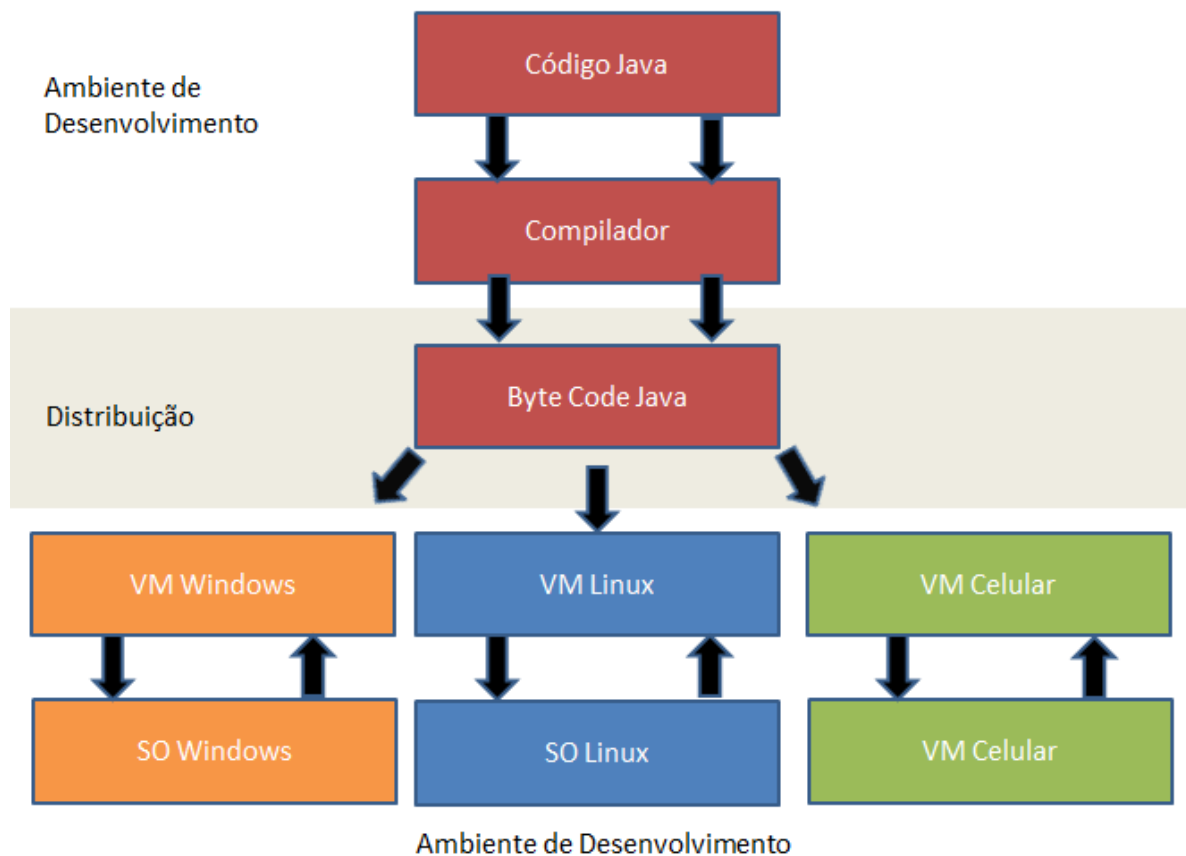 Código Java
Ambiente de
Desenvolvimento
Compilador
Byte Code Java
Distribuição
VM Windows
VM Linux
VM Celular
SO Windows
SO Linux
VM Celular
Ambiente de Desenvolvimento